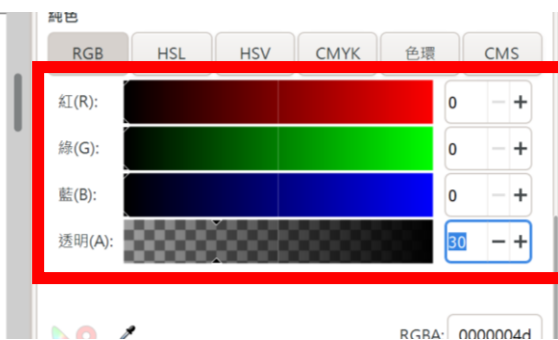 純色
RGB HSL HSV CMYK 色環 CMS
紅(R): 0 − +
綠(G): 0 − +
藍(B): 0 − +
透明(A): 30 − +
RGBA: 0000004d